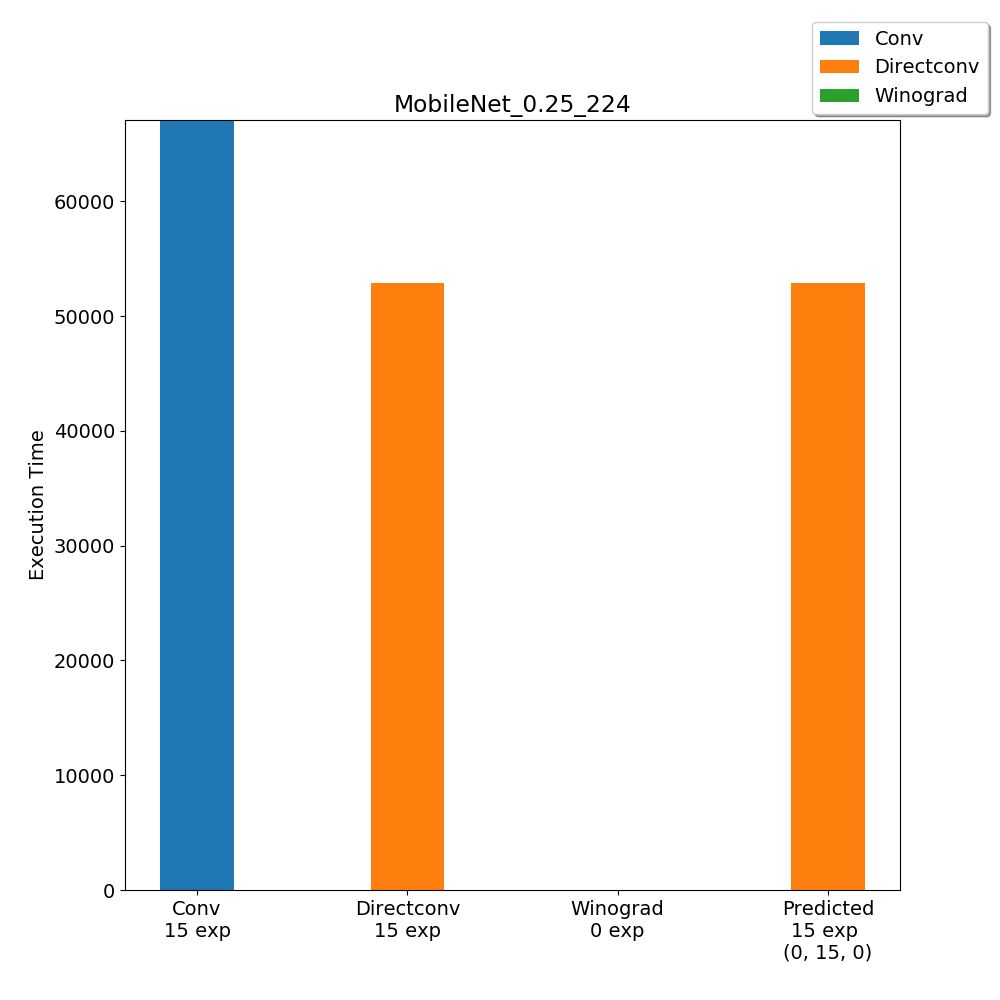 Conv
Directconv
Winograd
MobileNet_0.25_224
Execution Time
60000
50000
40000
30000
20000
10000
0
Conv
15 exp
Directconv
15 exp
Winograd
0 exp
Predicted
15 exp
(0, 15, 0)